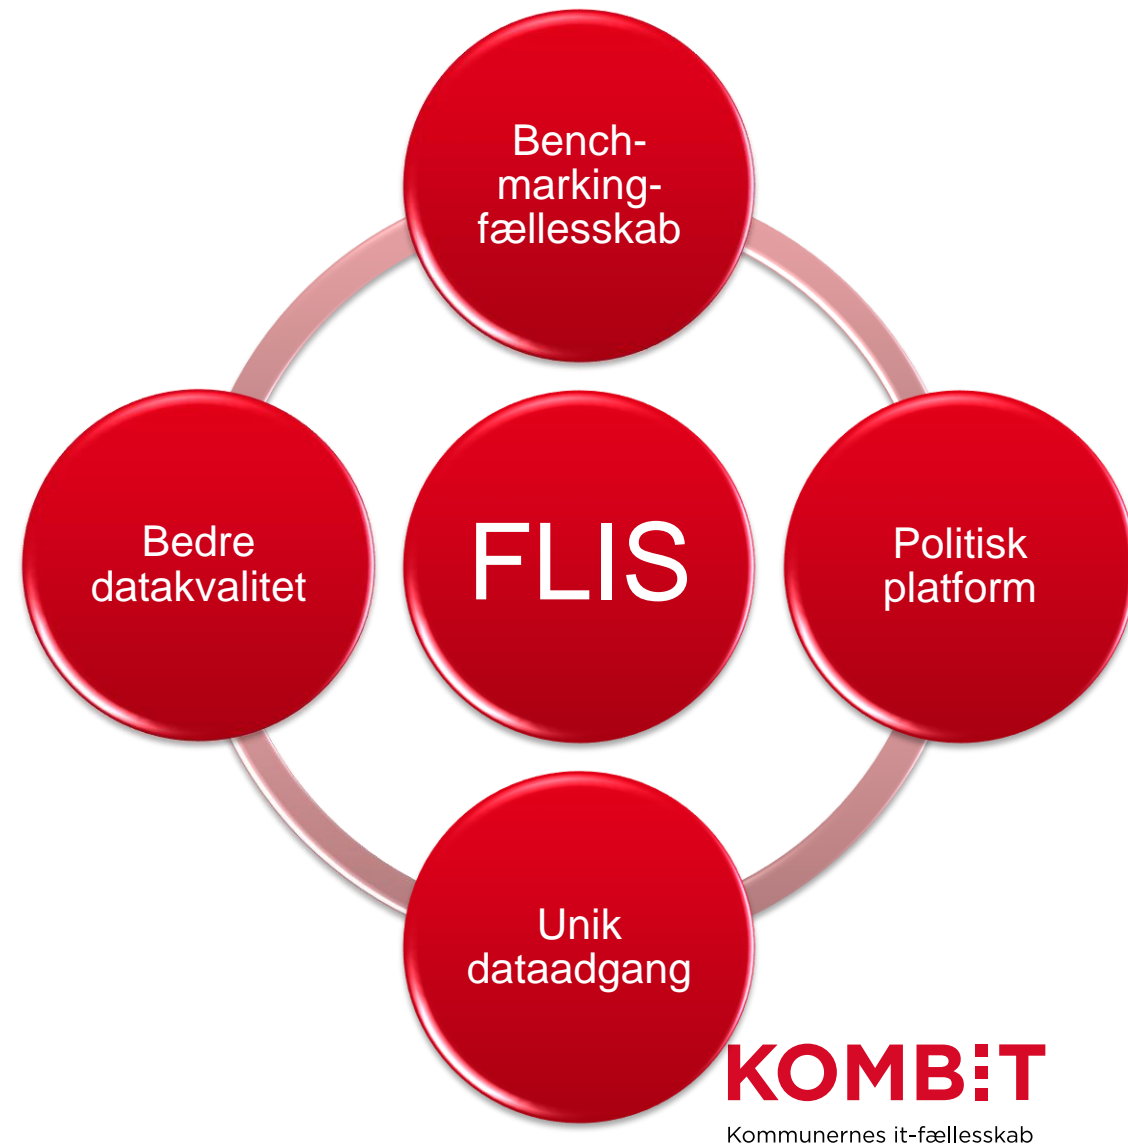 Bench-
marking-
fællesskab
Bedre
datakvalitet
FLIS
Politisk
platform
Unik
dataadgang
KOMBIT
Kommunernes it-fællesskab